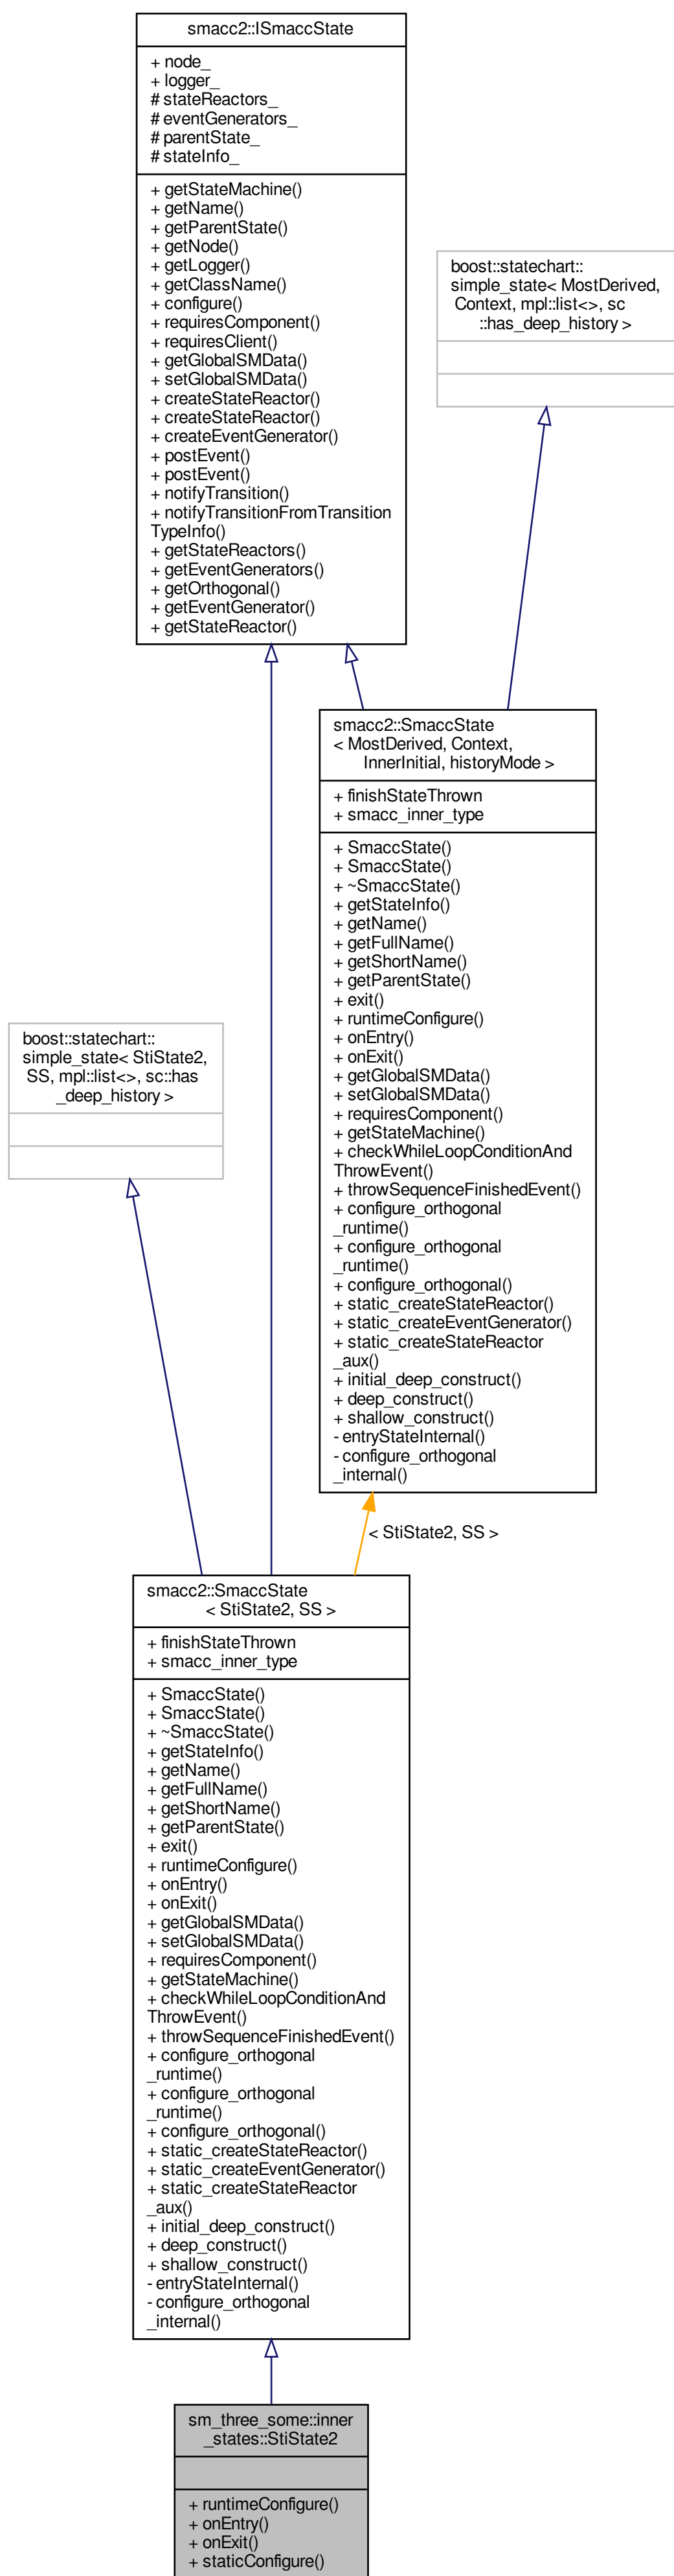 smacc2::ISmaccState
+ node_
+ logger_
# stateReactors_
# eventGenerators_
# parentState_
# stateInfo_
+ getStateMachine()
+ getName()
+ getParentState()
+ getNode()
+ getLogger()
+ getClassName()
+ configure()
+ requiresComponent()
+ requiresClient()
+ getGlobalSMData()
+ setGlobalSMData()
+ createStateReactor()
+ createStateReactor()
+ createEventGenerator()
+ postEvent()
+ postEvent()
+ notifyTransition()
+ notifyTransitionFromTransition
TypeInfo()
+ getStateReactors()
+ getEventGenerators()
+ getOrthogonal()
+ getEventGenerator()
+ getStateReactor()
boost::statechart::
simple_state< MostDerived,
Context, mpl::list<>, sc
::has_deep_history >
smacc2::SmaccState
< MostDerived, Context,
InnerInitial, historyMode >
+ finishStateThrown
+ smacc_inner_type
+ SmaccState()
+ SmaccState()
+ ~SmaccState()
+ getStateInfo()
+ getName()
+ getFullName()
+ getShortName()
+ getParentState()
+ exit()
+ runtimeConfigure()
+ onEntry()
+ onExit()
+ getGlobalSMData()
+ setGlobalSMData()
+ requiresComponent()
+ getStateMachine()
+ checkWhileLoopConditionAnd
ThrowEvent()
+ throwSequenceFinishedEvent()
+ configure_orthogonal
_runtime()
+ configure_orthogonal
_runtime()
+ configure_orthogonal()
+ static_createStateReactor()
+ static_createEventGenerator()
+ static_createStateReactor
_aux()
+ initial_deep_construct()
+ deep_construct()
+ shallow_construct()
- entryStateInternal()
- configure_orthogonal
_internal()
boost::statechart::
simple_state< StiState2,
SS, mpl::list<>, sc::has
_deep_history >
< StiState2, SS >
smacc2::SmaccState
< StiState2, SS >
+ finishStateThrown
+ smacc_inner_type
+ SmaccState()
+ SmaccState()
+ ~SmaccState()
+ getStateInfo()
+ getName()
+ getFullName()
+ getShortName()
+ getParentState()
+ exit()
+ runtimeConfigure()
+ onEntry()
+ onExit()
+ getGlobalSMData()
+ setGlobalSMData()
+ requiresComponent()
+ getStateMachine()
+ checkWhileLoopConditionAnd
ThrowEvent()
+ throwSequenceFinishedEvent()
+ configure_orthogonal
_runtime()
+ configure_orthogonal
_runtime()
+ configure_orthogonal()
+ static_createStateReactor()
+ static_createEventGenerator()
+ static_createStateReactor
_aux()
+ initial_deep_construct()
+ deep_construct()
+ shallow_construct()
- entryStateInternal()
- configure_orthogonal
_internal()
sm_three_some::inner
_states::StiState2
+ runtimeConfigure()
+ onEntry()
+ onExit()
+ staticConfigure()